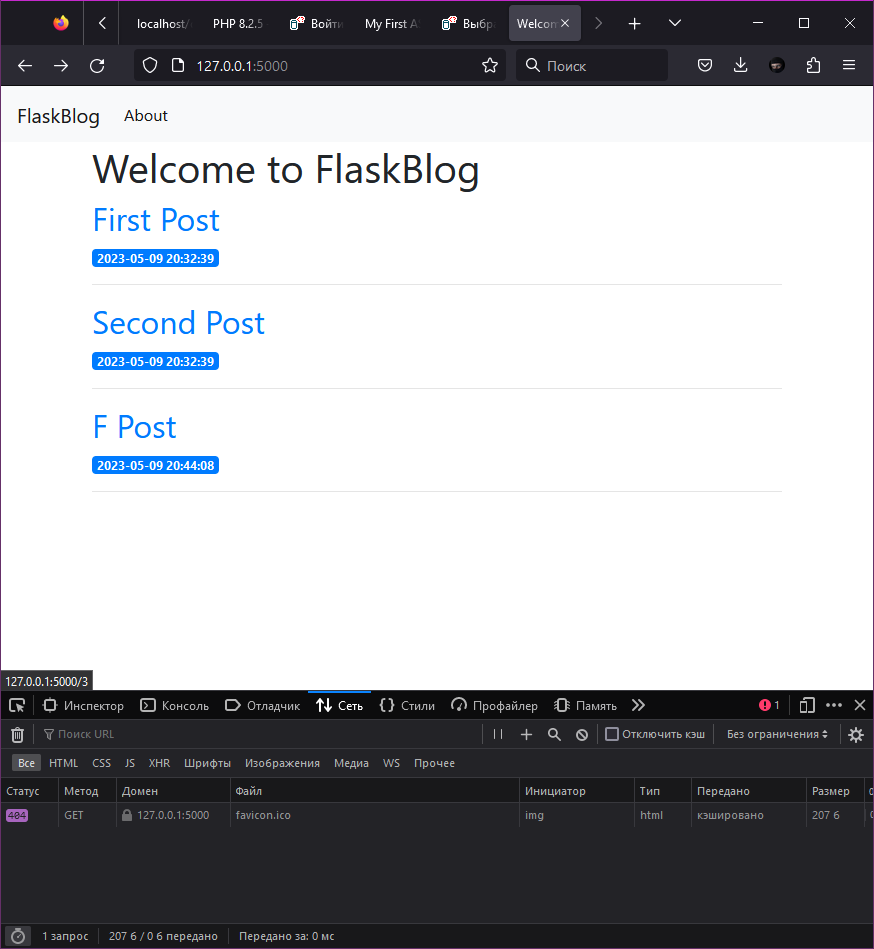 localhost/ PHP 8.2.5 - Войти My First A Выбр Welcom
127.0.0.1:5000 Поиск
FlaskBlog About
Welcome to FlaskBlog
First Post
2023-05-09 20:32:39
Second Post
2023-05-09 20:32:39
F Post
2023-05-09 20:44:08
127.0.0.1:5000/3
Инспектор Консоль Отладчик Сеть Стили Профайлер Память 1
Поиск URL Отключить кэш Без ограничения
Все HTML CSS JS XHR Шрифты Изображения Медиа WS Прочее
Статус Метод Домен Файл Инициатор Тип Передано Размер
404 GET 127.0.0.1:5000 favicon.ico img html кэшировано 207 б
1 запрос 207 б / 0 б передано Передано за: 0 мс